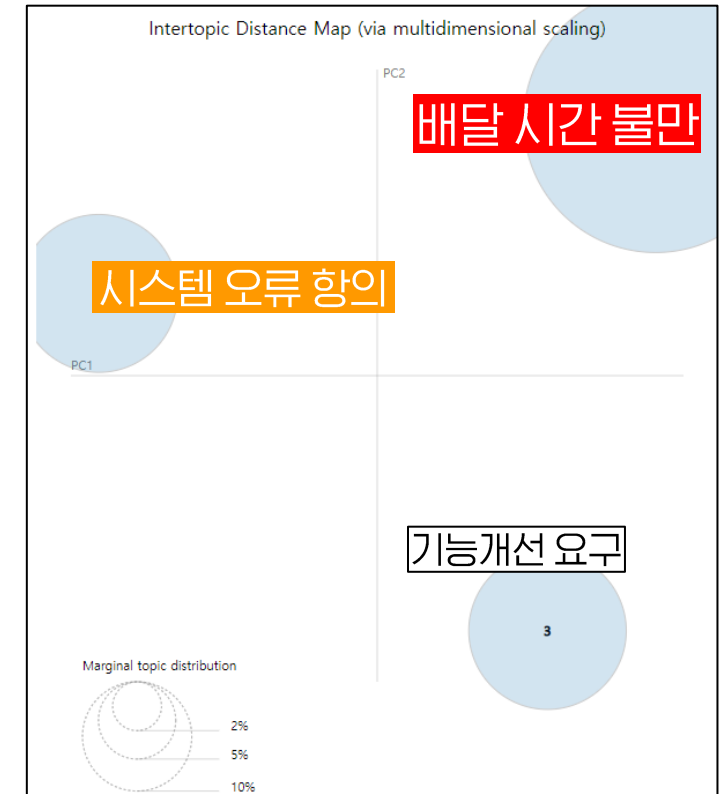 Intertopic Distance Map (via multidimensional scaling)
PC2
배달 시간 불만
시스템 오류 항의
PC1
기능개선 요구
3
Marginal topic distribution
2%
5%
10%